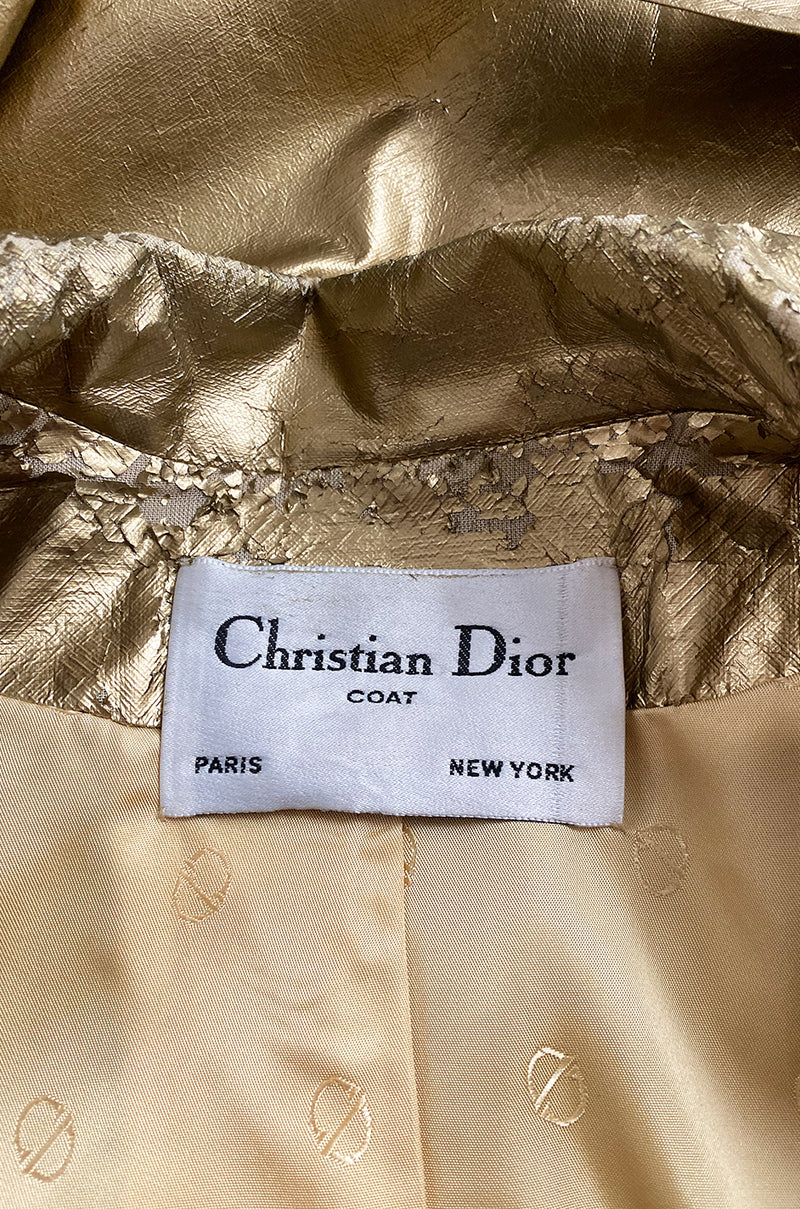 Christian Dior
COAT
PARIS NEW YORK